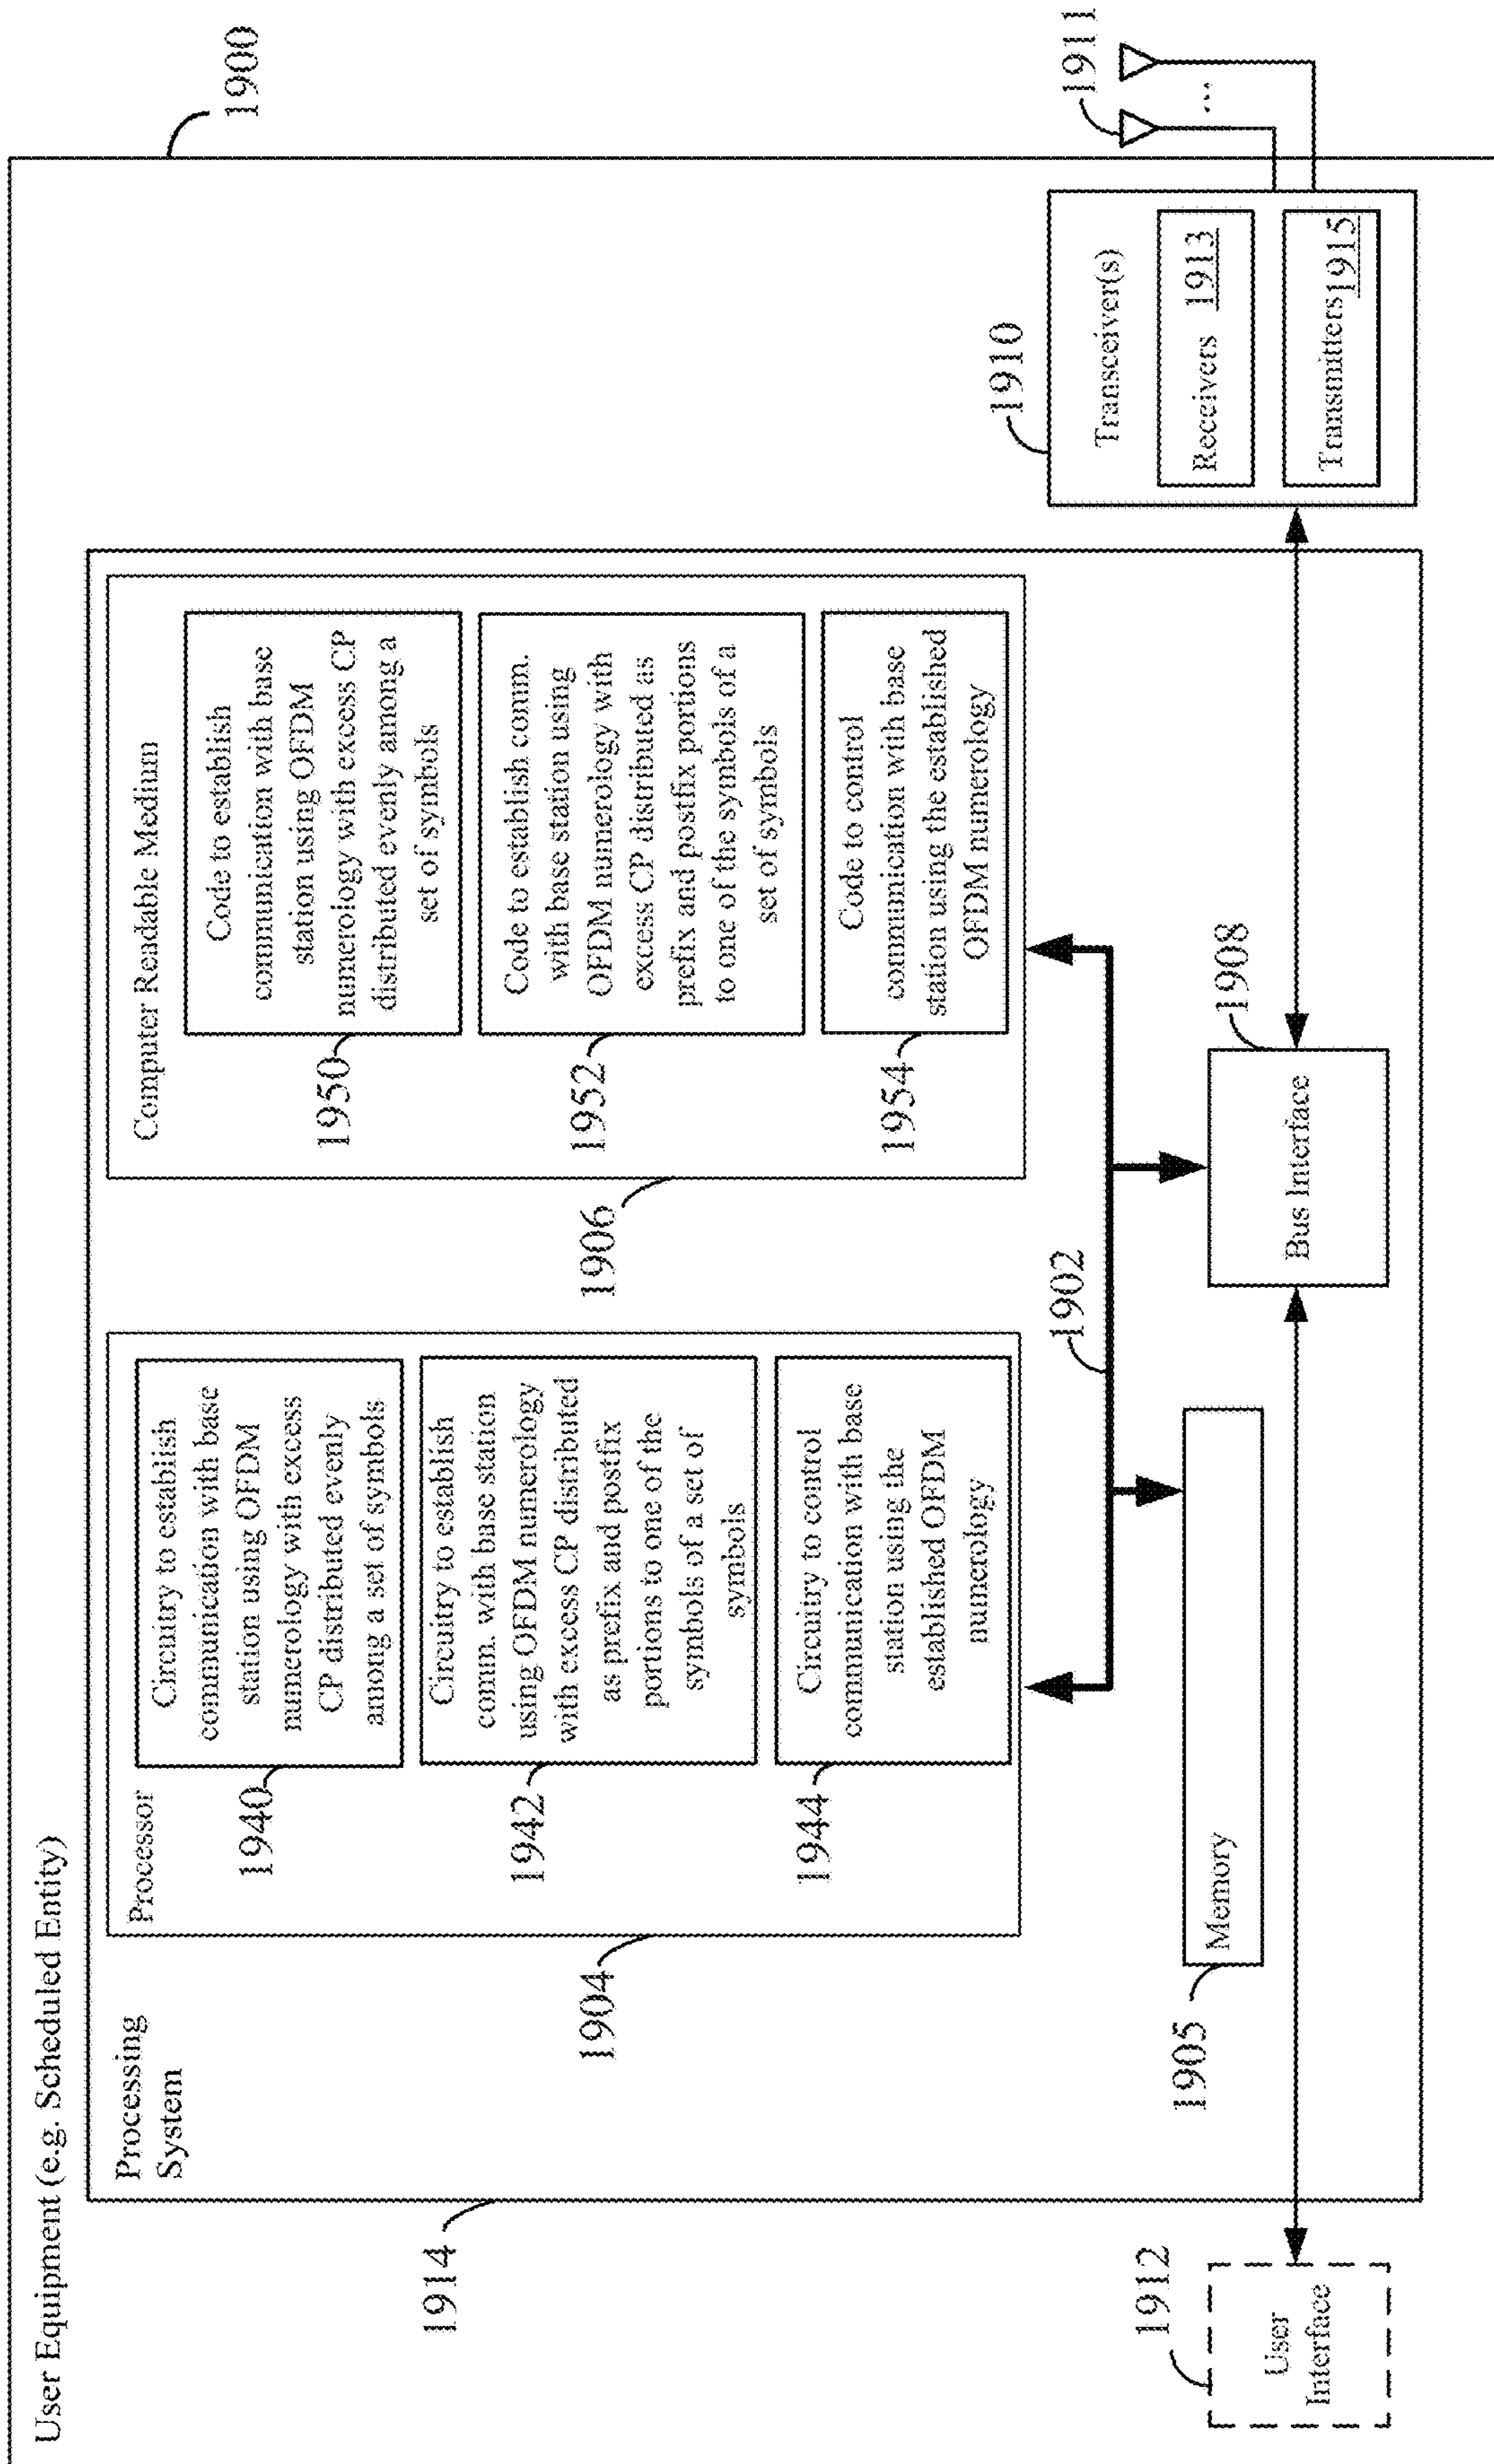 User Equipment (e.g. Scheduled Entity)
1900
Processing
System
1914
Processor
1904
Circuitry to establish
communication with base
station using OFDM
numerology with excess
CP distributed evenly
among a set of symbols
1940
Circuitry to establish
comm. with base station
using OFDM numerology
with excess CP distributed
as prefix and postfix
portions to one of the
symbols of a set of
symbols
1942
Circuitry to control
communication with base
station using the
established OFDM
numerology
1944
Computer Readable Medium
1906
Code to establish
communication with base
station using OFDM
numerology with excess CP
distributed evenly among a
set of symbols
1950
Code to establish comm.
with base station using
OFDM numerology with
excess CP distributed as
prefix and postfix portions
to one of the symbols of a
set of symbols
1952
Code to control
communication with base
station using the established
OFDM numerology
1954
1902
Memory
1905
Bus Interface
1908
User
Interface
1912
1910
Transceiver(s)
Receivers 1913
Transmitters1915
1911
...